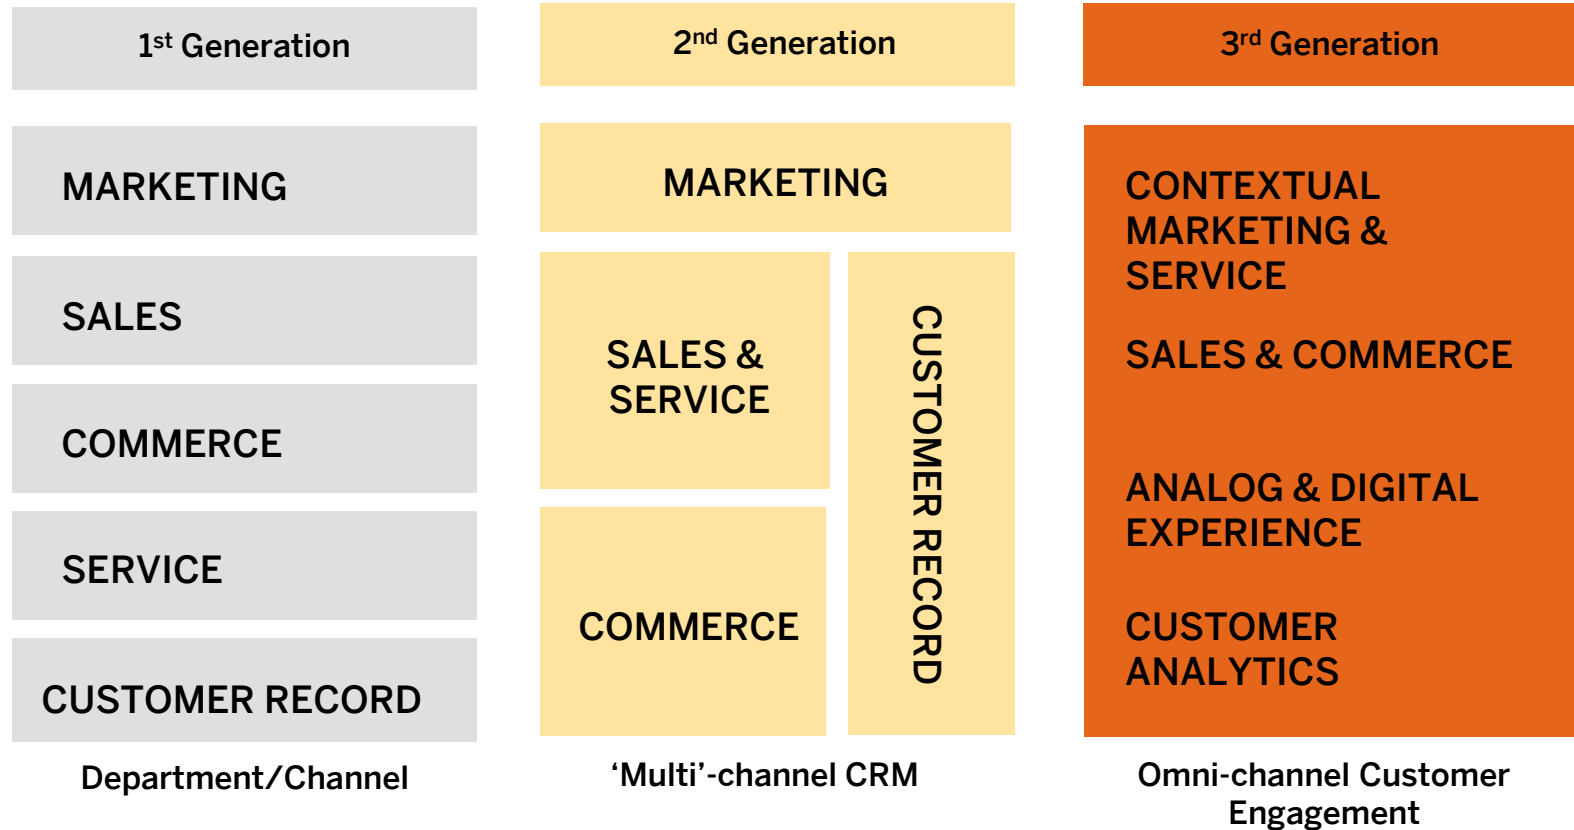 1st Generation
MARKETING
SALES
COMMERCE
SERVICE
CUSTOMER RECORD
Department/Channel
2nd Generation
MARKETING
SALES &
SERVICE
COMMERCE
CUSTOMER RECORD
‘Multi’-channel CRM
3rd Generation
CONTEXTUAL
MARKETING &
SERVICE
SALES & COMMERCE
ANALOG & DIGITAL
EXPERIENCE
CUSTOMER
ANALYTICS
Omni-channel Customer
Engagement